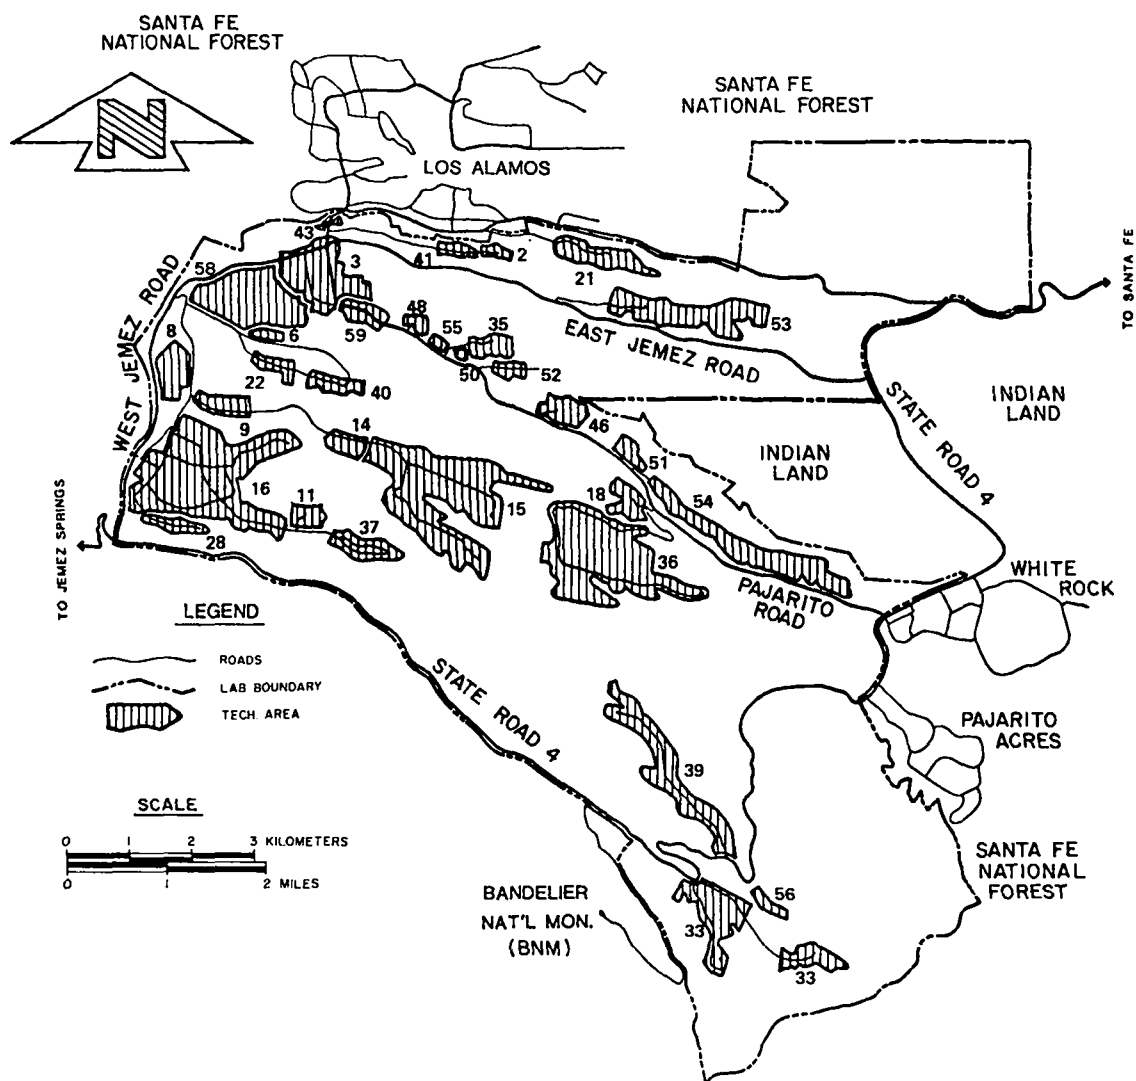 SANTA FE
NATIONAL FOREST
N
SANTA FE
NATIONAL FOREST
LOS ALAMOS
43
58
3
41
2
21
TO SANTA FE
WEST JEMEZ ROAD
8
6
59
48
55
35
50
52
53
EAST JEMEZ ROAD
22
40
STATE ROAD 4
INDIAN
LAND
9
14
46
51
INDIAN
LAND
16
11
15
18
54
28
37
36
TO JEMEZ SPRINGS
PAJARITO
ROAD
WHITE
ROCK
LEGEND
ROADS
LAB BOUNDARY
TECH. AREA
STATE ROAD 4
PAJARITO
ACRES
39
SCALE
0 1 2 3 KILOMETERS
0 1 2 MILES
SANTA FE
NATIONAL
FOREST
BANDELIER
NAT'L MON.
(BNM)
56
33
33